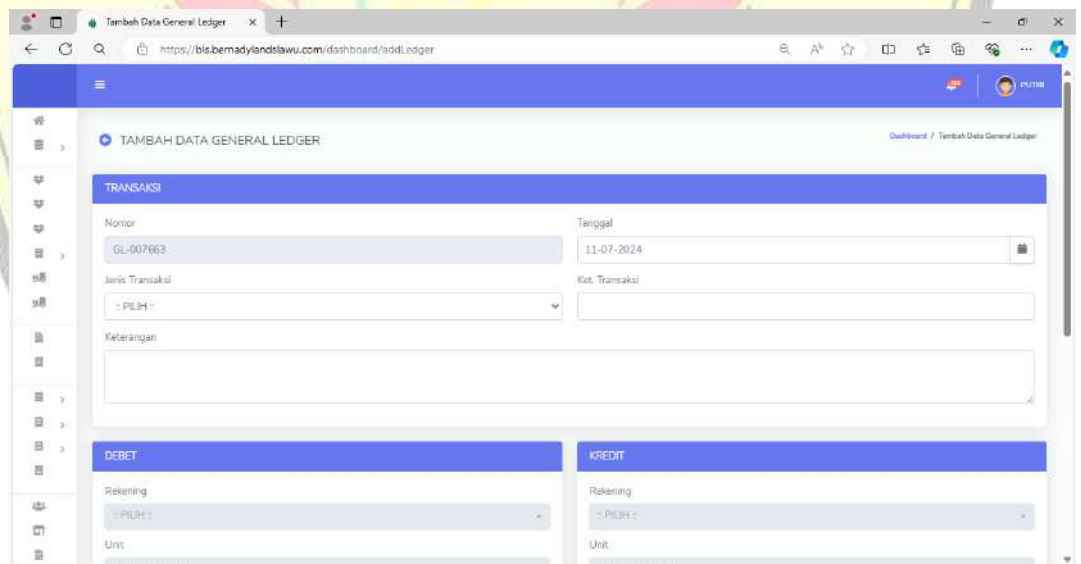 Tambah Data General Ledger
https://bls.bernadylandslawu.com/dashboard/addLedger
PUTRI
TAMBAH DATA GENERAL LEDGER
Dashboard / Tambah Data General Ledger
TRANSAKSI
Nomor Tanggal
GL-007663 11-07-2024
Jenis Transaksi Ket. Transaksi
:: PILIH ::
Keterangan
DEBET KREDIT
Rekening Rekening
:: PILIH :: :: PILIH ::
Unit Unit